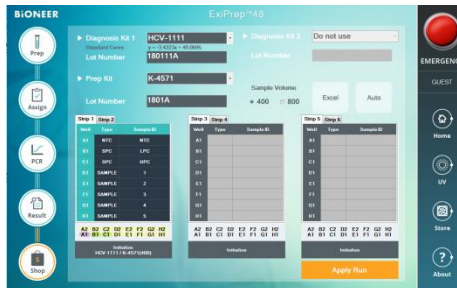 BiONEER
ExiPrep™48
Prep
Assign
PCR
Result
Shop
▶ Diagnosis Kit 1 HCV-1111
Standard Curve
Lot Number 180111A
▶ Prep Kit K-4571
Lot Number 1801A
▶ Diagnosis Kit 2 Do not use
Lot Number
Sample Volume
400 800
Excel Auto
Strip 1 Strip 2
Well Type Sample ID
A1 NTC NTC
B1 SPC LPC
C1 SPC HPC
D1 SAMPLE 1
E1 SAMPLE 2
F1 SAMPLE 3
G1 SAMPLE 4
H1 SAMPLE 5
A2 B2 C2 D2 E2 F2 G2 H2
A1 B1 C1 D1 E1 F1 G1 H1
Initialize
HCV-1111 / K-4571(400)
Strip 3 Strip 4
Well Type Sample ID
A1
B1
C1
D1
E1
F1
G1
H1
A2 B2 C2 D2 E2 F2 G2 H2
A1 B1 C1 D1 E1 F1 G1 H1
Initialize
Strip 5 Strip 6
Well Type Sample ID
A1
B1
C1
D1
E1
F1
G1
H1
A2 B2 C2 D2 E2 F2 G2 H2
A1 B1 C1 D1 E1 F1 G1 H1
Initialize
Apply Run
EMERGENC
GUEST
Home
UV
Store
About